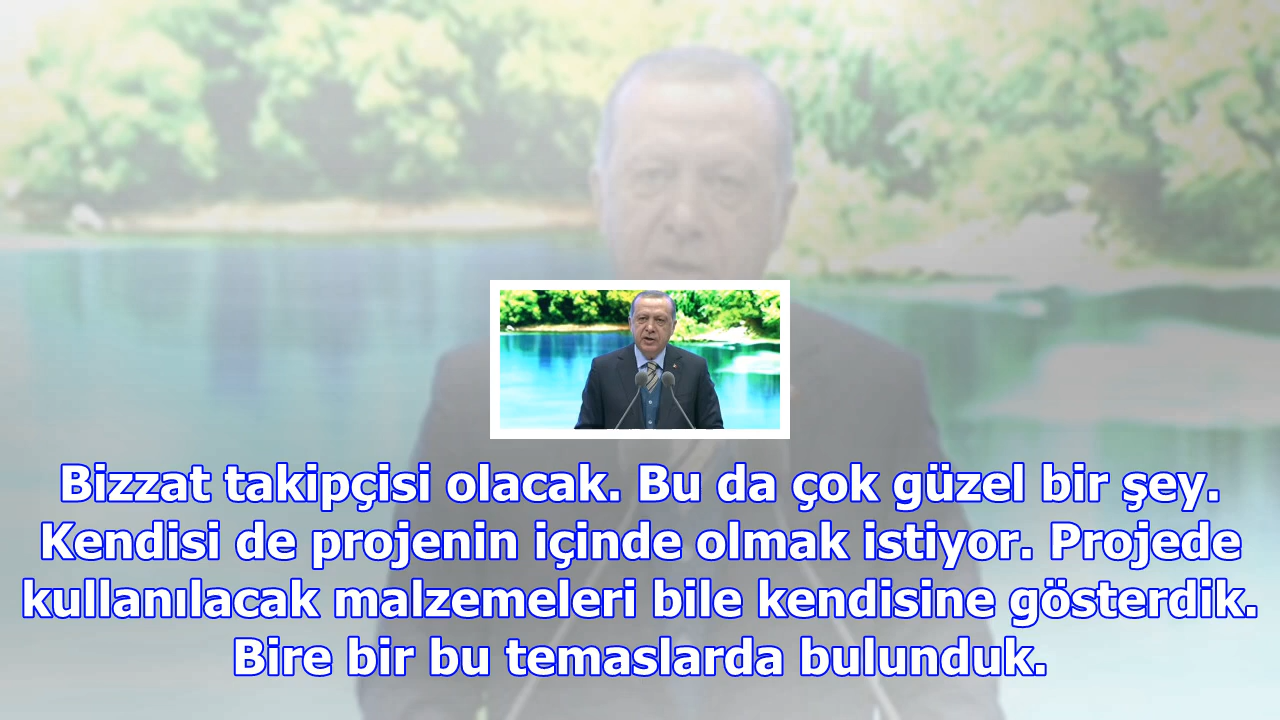 Bizzat takipçisi olacak. Bu da çok güzel bir şey.
Kendisi de projenin içinde olmak istiyor. Projede
kullanılacak malzemeleri bile kendisine gösterdik.
Bire bir bu temaslarda bulunduk.